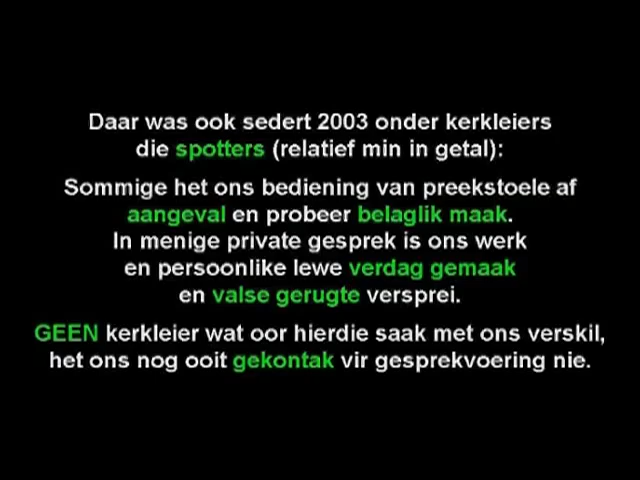 Daar was ook sedert 2003 onder kerkleiers
die spotters (relatief min in getal):
Sommige het ons bediening van preekstoele af
aangeval en probeer belaglik maak.
In menige private gesprek is ons werk
en persoonlike lewe verdag gemaak
en valse gerugte versprei.
GEEN kerkleier wat oor hierdie saak met ons verskil,
het ons nog ooit gekontak vir gesprekvoering nie.